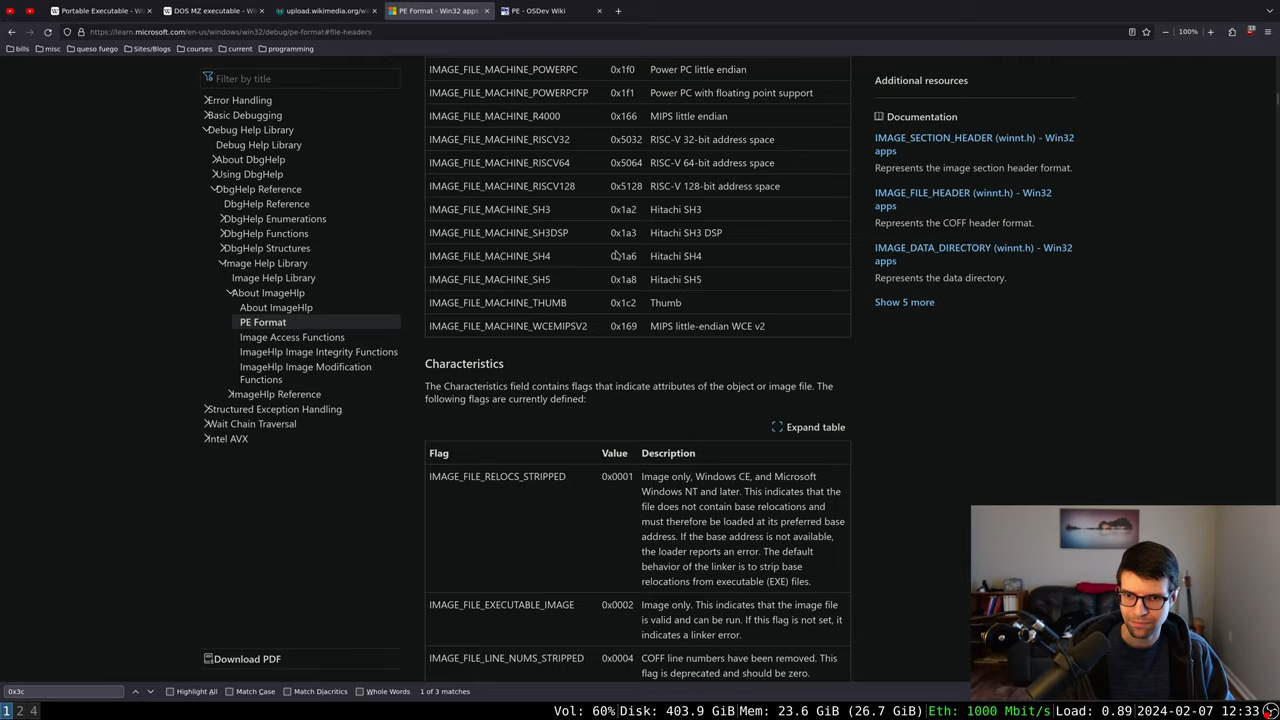 Portable Executable - Wi
DOS MZ executable - Wi
upload.wikimedia.org/wi
PE Format - Win32 apps
PE - OSDev Wiki
https://learn.microsoft.com/en-us/windows/win32/debug/pe-format#file-headers
100%
bills
misc
queso fuego
Sites/Blogs
courses
current
programming
Filter by title
Error Handling
Basic Debugging
Debug Help Library
Debug Help Library
About DbgHelp
Using DbgHelp
DbgHelp Reference
DbgHelp Reference
DbgHelp Enumerations
DbgHelp Functions
DbgHelp Structures
Image Help Library
Image Help Library
About ImageHlp
About ImageHlp
PE Format
Image Access Functions
ImageHlp Image Integrity Functions
ImageHlp Image Modification
Functions
ImageHlp Reference
Structured Exception Handling
Wait Chain Traversal
Intel AVX
Download PDF
IMAGE_FILE_MACHINE_POWERPC 0x1f0 Power PC little endian
IMAGE_FILE_MACHINE_POWERPCFP 0x1f1 Power PC with floating point support
IMAGE_FILE_MACHINE_R4000 0x166 MIPS little endian
IMAGE_FILE_MACHINE_RISCV32 0x5032 RISC-V 32-bit address space
IMAGE_FILE_MACHINE_RISCV64 0x5064 RISC-V 64-bit address space
IMAGE_FILE_MACHINE_RISCV128 0x5128 RISC-V 128-bit address space
IMAGE_FILE_MACHINE_SH3 0x1a2 Hitachi SH3
IMAGE_FILE_MACHINE_SH3DSP 0x1a3 Hitachi SH3 DSP
IMAGE_FILE_MACHINE_SH4 0x1a6 Hitachi SH4
IMAGE_FILE_MACHINE_SH5 0x1a8 Hitachi SH5
IMAGE_FILE_MACHINE_THUMB 0x1c2 Thumb
IMAGE_FILE_MACHINE_WCEMIPSV2 0x169 MIPS little-endian WCE v2
Characteristics
The Characteristics field contains flags that indicate attributes of the object or image file. The
following flags are currently defined:
Expand table
Flag Value Description
IMAGE_FILE_RELOCS_STRIPPED 0x0001 Image only, Windows CE, and Microsoft
Windows NT and later. This indicates that the
file does not contain base relocations and
must therefore be loaded at its preferred base
address. If the base address is not available,
the loader reports an error. The default
behavior of the linker is to strip base
relocations from executable (EXE) files.
IMAGE_FILE_EXECUTABLE_IMAGE 0x0002 Image only. This indicates that the image file
is valid and can be run. If this flag is not set, it
indicates a linker error.
IMAGE_FILE_LINE_NUMS_STRIPPED 0x0004 COFF line numbers have been removed. This
flag is deprecated and should be zero.
Additional resources
Documentation
IMAGE_SECTION_HEADER (winnt.h) - Win32
apps
Represents the image section header format.
IMAGE_FILE_HEADER (winnt.h) - Win32
apps
Represents the COFF header format.
IMAGE_DATA_DIRECTORY (winnt.h) - Win32
apps
Represents the data directory.
Show 5 more
0x3c
Highlight All
Match Case
Match Diacritics
Whole Words
1 of 3 matches
1 2 4
Vol: 60% Disk: 403.9 GiB Mem: 23.6 GiB (26.7 GiB) Eth: 1000 Mbit/s Load: 0.89 2024-02-07 12:33